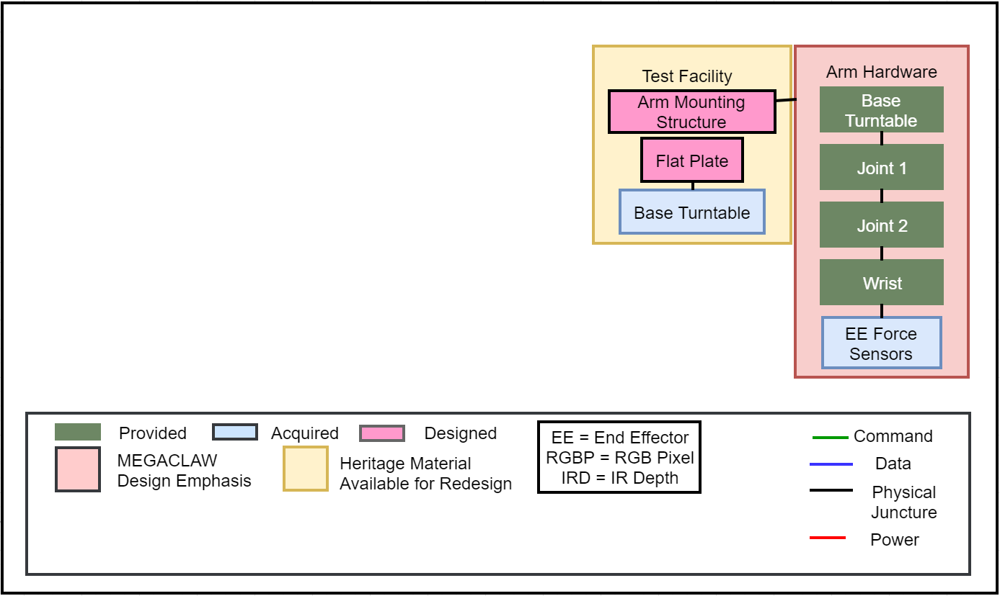 Test Facility
Arm Mounting
Structure
Flat Plate
Base Turntable
Arm Hardware
Base
Turntable
Joint 1
Joint 2
Wrist
EE Force
Sensors
Provided
Acquired
Designed
MEGACLAW
Design Emphasis
Heritage Material
Available for Redesign
EE = End Effector
RGBP = RGB Pixel
IRD = IR Depth
Command
Data
Physical
Juncture
Power